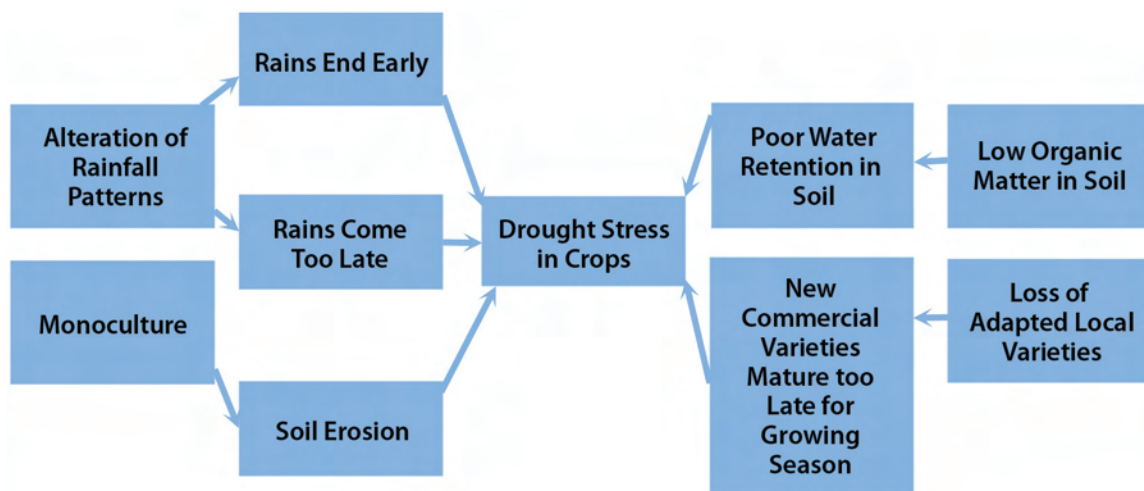 Rains End Early
Alteration of
Rainfall
Patterns
Rains Come
Too Late
Monoculture
Soil Erosion
Drought Stress
in Crops
Poor Water
Retention in
Soil
Low Organic
Matter in Soil
New
Commercial
Varieties
Mature too
Late for
Growing
Season
Loss of
Adapted Local
Varieties